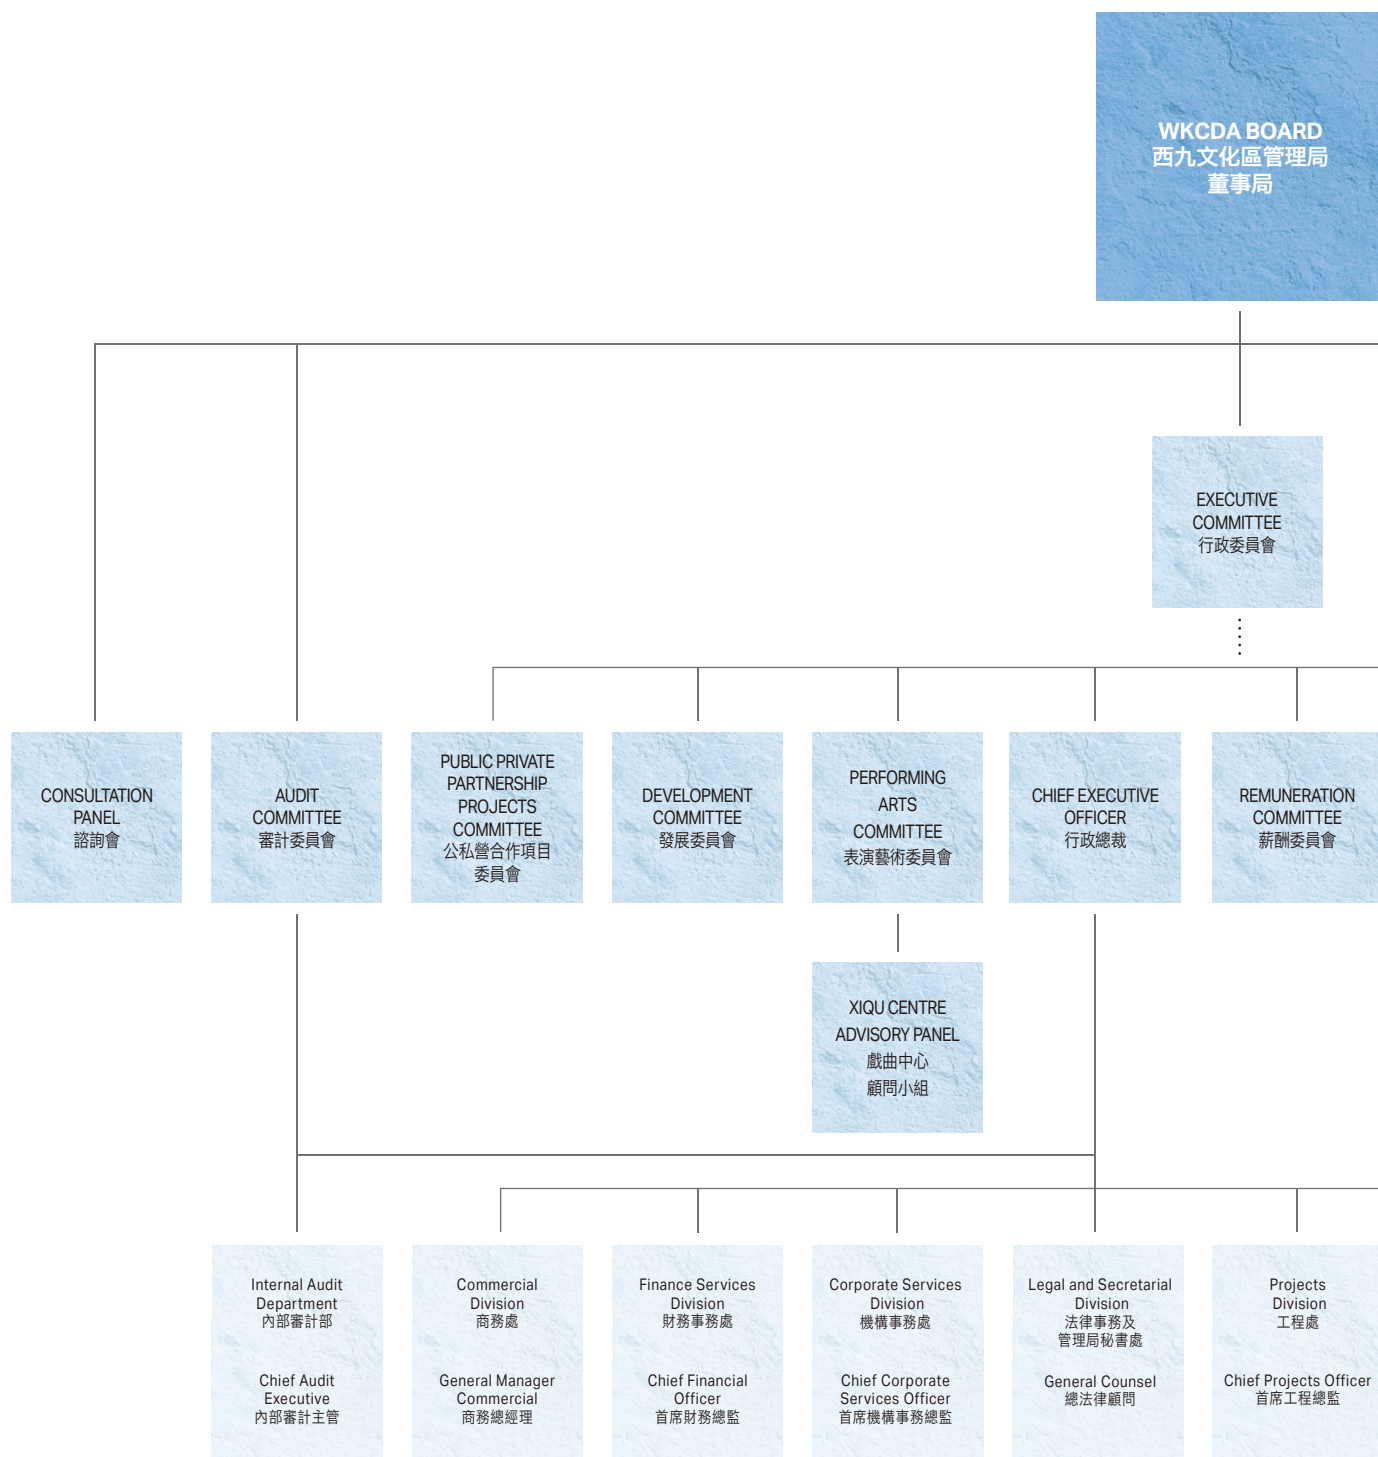 WKCDA BOARD
西九文化區管理局
董事局
EXECUTIVE
COMMITTEE
行政委員會
CONSULTATION
PANEL
諮詢會
AUDIT
COMMITTEE
審計委員會
PUBLIC PRIVATE
PARTNERSHIP
PROJECTS
COMMITTEE
公私營合作項目
委員會
DEVELOPMENT
COMMITTEE
發展委員會
PERFORMING
ARTS
COMMITTEE
表演藝術委員會
CHIEF EXECUTIVE
OFFICER
行政總裁
REMUNERATION
COMMITTEE
薪酬委員會
XIQU CENTRE
ADVISORY PANEL
戲曲中心
顧問小組
Internal Audit
Department
內部審計部
Chief Audit
Executive
內部審計主管
Commercial
Division
商務處
General Manager
Commercial
商務總經理
Finance Services
Division
財務事務處
Chief Financial
Officer
首席財務總監
Corporate Services
Division
機構事務處
Chief Corporate
Services Officer
首席機構事務總監
Legal and Secretarial
Division
法律事務及
管理局秘書處
General Counsel
總法律顧問
Projects
Division
工程處
Chief Projects Officer
首席工程總監